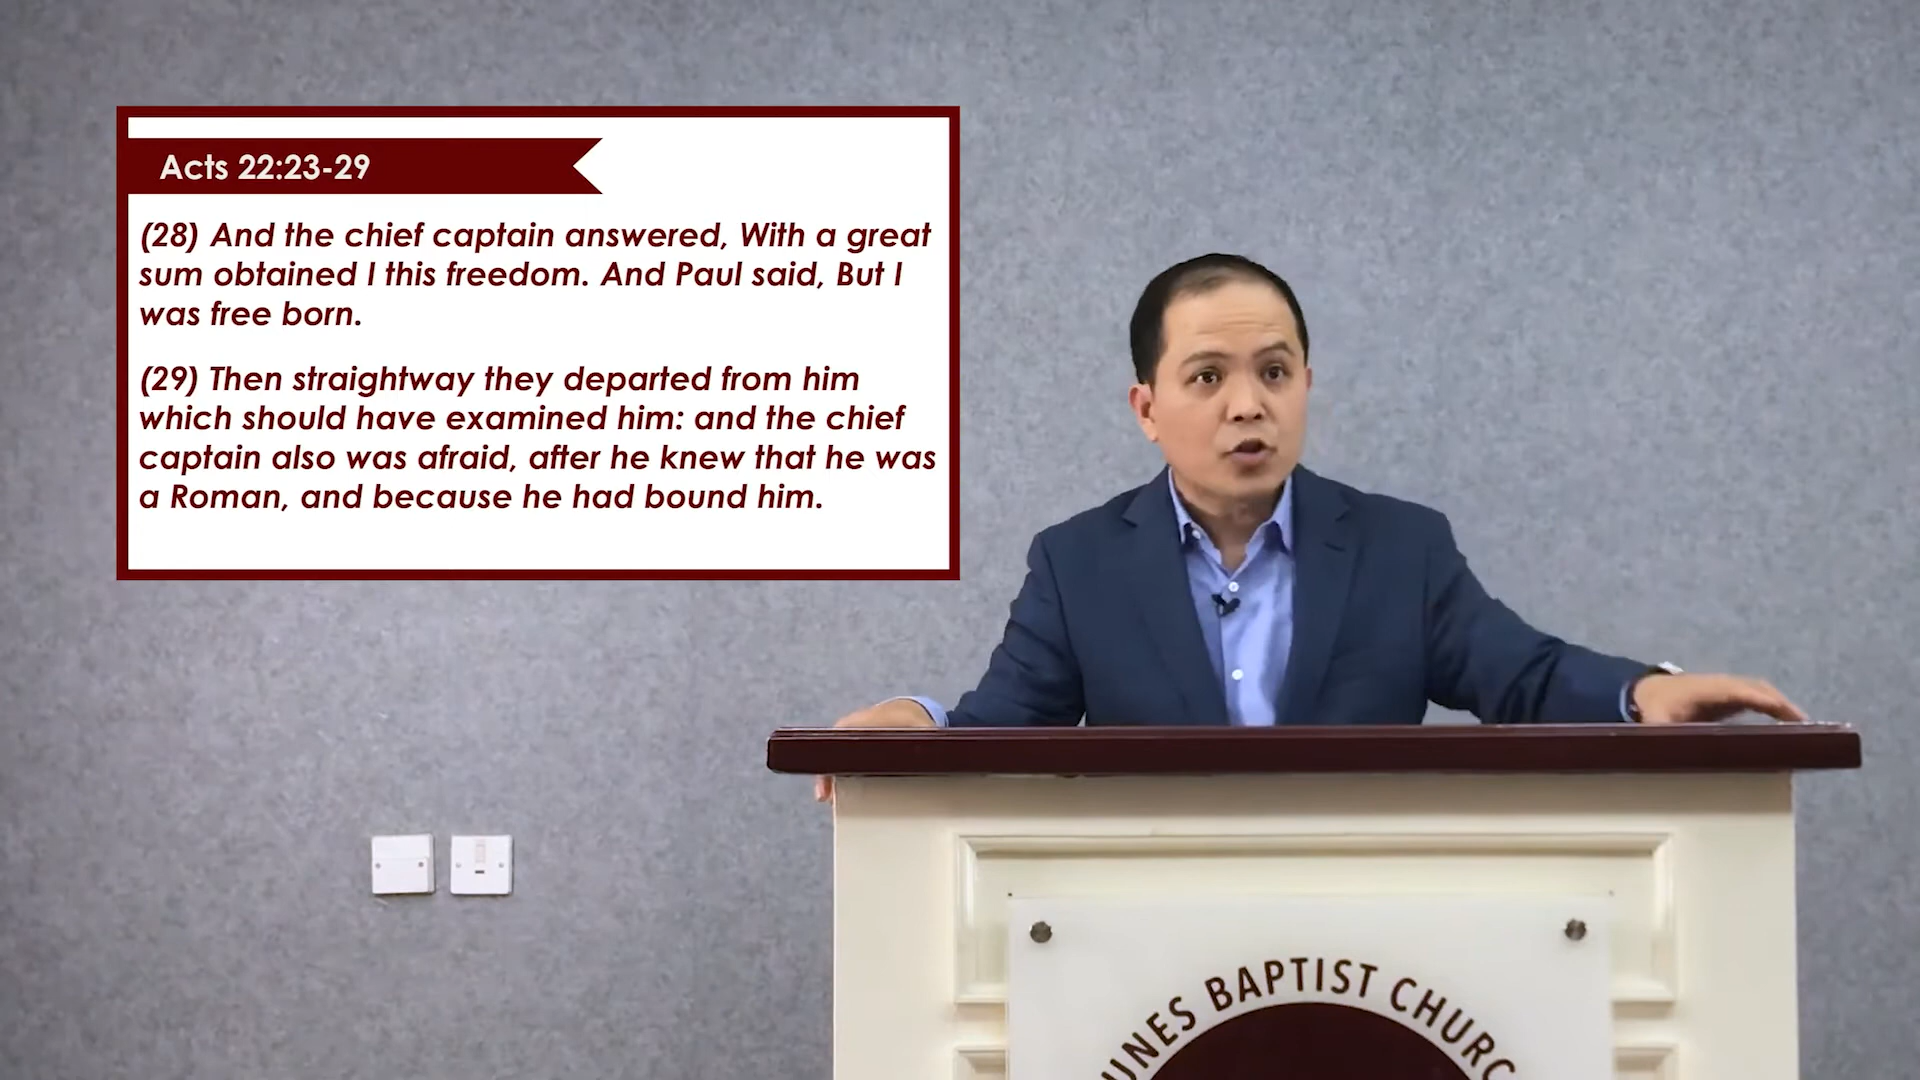 Acts 22:23-29
(28) And the chief captain answered, With a great
sum obtained I this freedom. And Paul said, But I
was free born.
(29) Then straightway they departed from him
which should have examined him: and the chief
captain also was afraid, after he knew that he was
a Roman, and because he had bound him.
BAPTIST